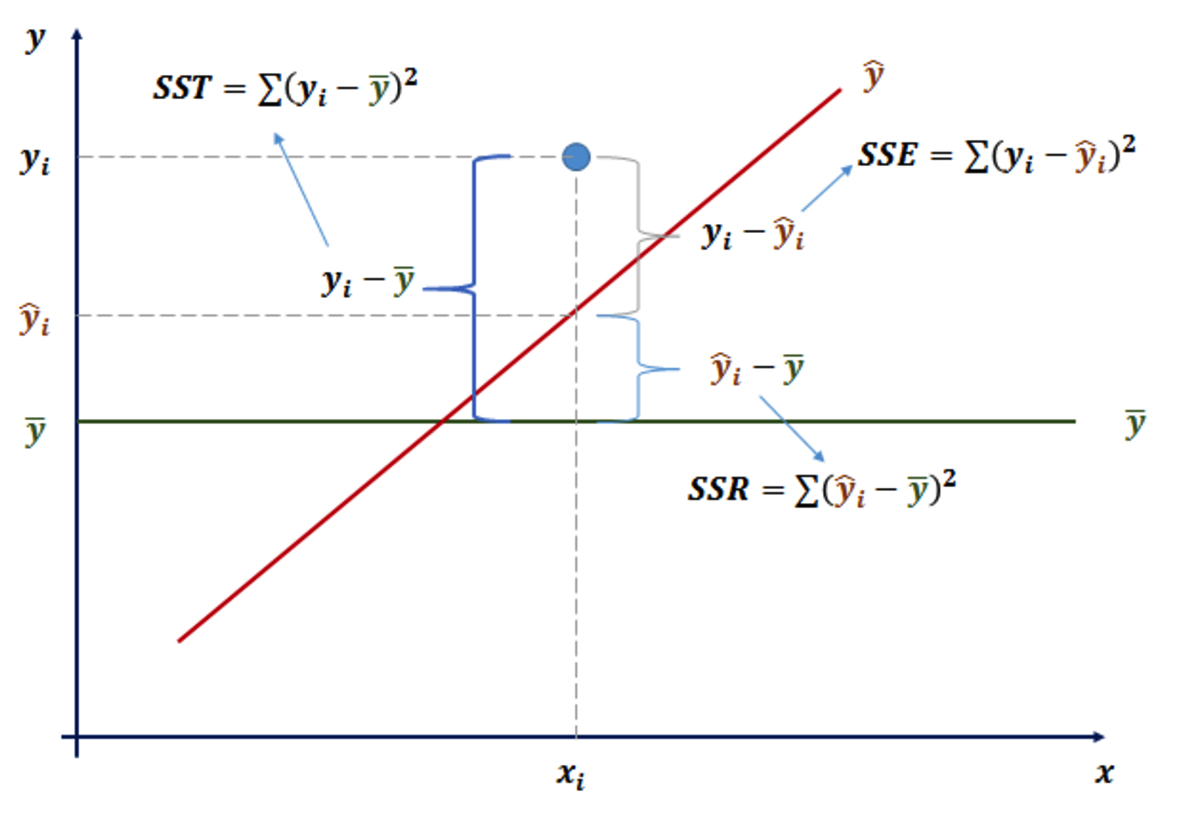 y
ŷ
SST = ∑(yᵢ − ȳ)²
yᵢ
SSE = ∑(yᵢ − ŷᵢ)²
yᵢ − ŷᵢ
yᵢ − ȳ
ŷᵢ
ŷᵢ − ȳ
ȳ
ȳ
SSR = ∑(ŷᵢ − ȳ)²
xᵢ
x